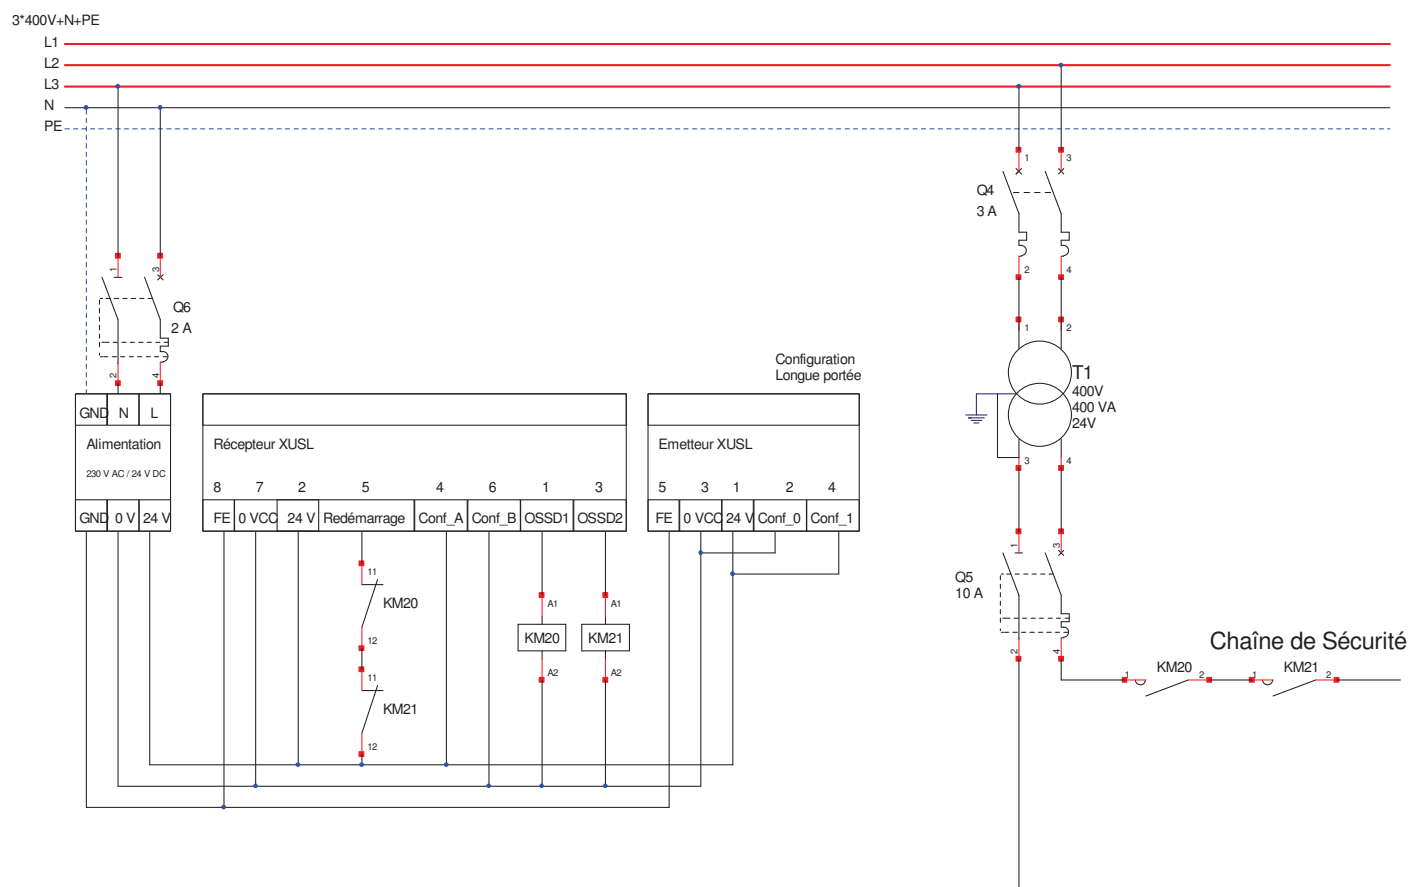 3*400V+N+PE
L1
L2
L3
N
PE
1 3
Q4
3 A
2 4
1 3
Q6
2 A
2 4
1 2
T1
400V
400 VA
24V
3 4
Configuration
Longue portée
GND N L
Alimentation
230 V AC / 24 V DC
GND 0 V 24 V
Récepteur XUSL
8 7 2 5 4 6 1 3
FE 0 VCC 24 V Redémarrage Conf_A Conf_B OSSD1 OSSD2
Emetteur XUSL
5 3 1 2 4
FE 0 VCC 24 V Conf_0 Conf_1
11
KM20
12
11
KM21
12
A1
KM20
A2
A1
KM21
A2
1 3
Q5
10 A
2 4
Chaîne de Sécurité
1 KM20 2
1 KM21 2